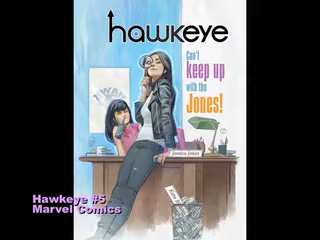 hawkeye
Can't
keep up
with the
Jones!
Jessica Jones
Hawkeye #5
Marvel Comics